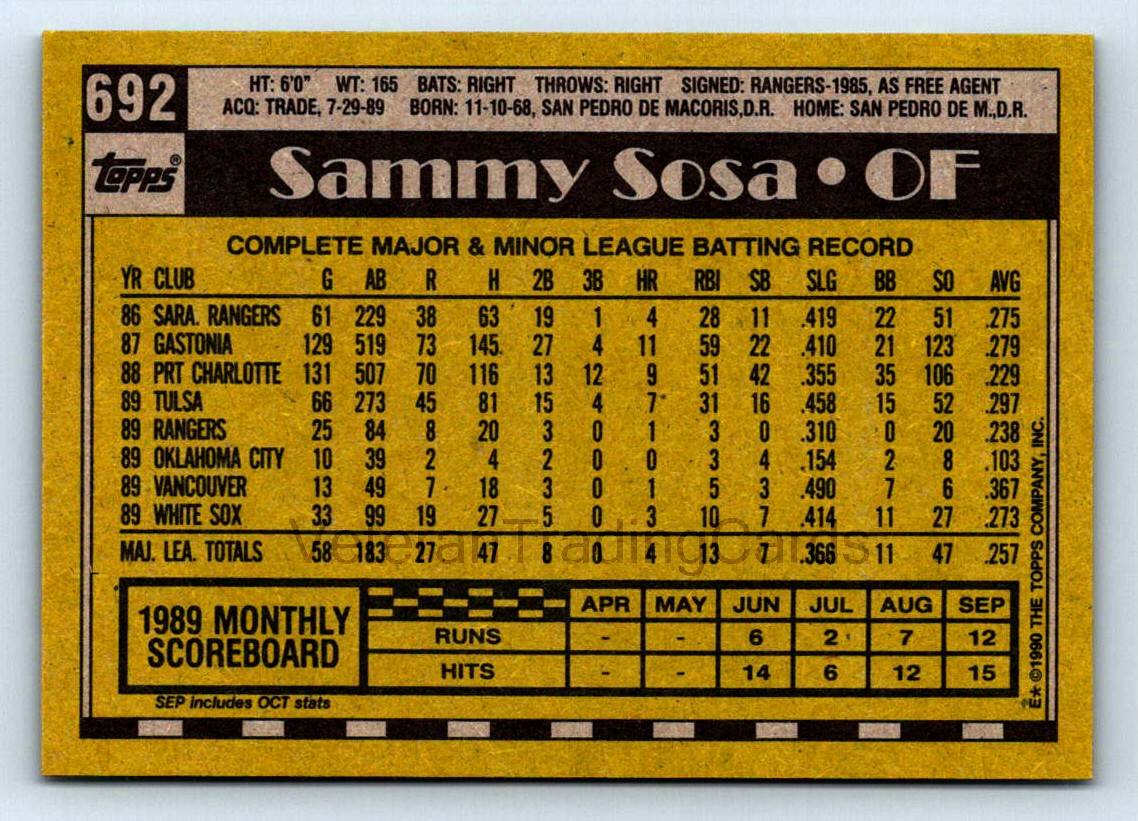 692
HT: 6'0" WT: 165 BATS: RIGHT THROWS: RIGHT SIGNED: RANGERS-1985, AS FREE AGENT
ACQ: TRADE, 7-29-89 BORN: 11-10-68, SAN PEDRO DE MACORIS,D.R. HOME: SAN PEDRO DE M.,D.R.
TOPPS®
Sammy Sosa • OF
COMPLETE MAJOR & MINOR LEAGUE BATTING RECORD
YR CLUB G AB R H 2B 3B HR RBI SB SLG BB SO AVG
86 SARA. RANGERS 61 229 38 63 19 1 4 28 11 .419 22 51 .275
87 GASTONIA 129 519 73 145 27 4 11 59 22 .410 21 123 .279
88 PRT CHARLOTTE 131 507 70 116 13 12 9 51 42 .355 35 106 .229
89 TULSA 66 273 45 81 15 4 7 31 16 .458 15 52 .297
89 RANGERS 25 84 8 20 3 0 1 3 0 .310 0 20 .238
89 OKLAHOMA CITY 10 39 2 4 2 0 0 3 4 .154 2 8 .103
89 VANCOUVER 13 49 7 18 3 0 1 5 3 .490 7 6 .367
89 WHITE SOX 33 99 19 27 5 0 3 10 7 .414 11 27 .273
VeteranTradingCards
MAJ. LEA. TOTALS 58 183 27 47 8 0 4 13 7 .366 11 47 .257
1989 MONTHLY
SCOREBOARD
APR MAY JUN JUL AUG SEP
RUNS - - 6 2 7 12
HITS - - 14 6 12 15
SEP includes OCT stats
E* ©1990 THE TOPPS COMPANY, INC.